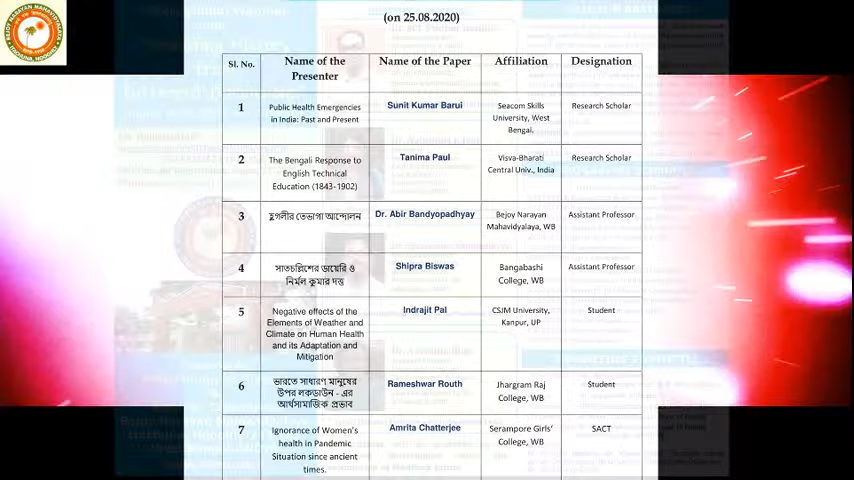 (on 25.08.2020)
Sl. No.
Name of the
Presenter
Name of the Paper
Affiliation
Designation
1
Public Health Emergencies
in India: Past and Present
Sunit Kumar Barui
Seacom Skills
University, West
Bengal,
Research Scholar
2
The Bengali Response to
English Technical
Education (1843-1902)
Tanima Paul
Visva-Bharati
Central Univ., India
Research Scholar
3
হুগলীর তেভাগা আন্দোলন
Dr. Abir Bandyopadhyay
Bejoy Narayan
Mahavidyalaya, WB
Assistant Professor
4
সাতচল্লিশের ডায়েরি ও
নির্মল কুমার দত্ত
Shipra Biswas
Bangabashi
College, WB
Assistant Professor
5
Negative effects of the
Elements of Weather and
Climate on Human Health
and its Adaptation and
Mitigation
Indrajit Pal
CSJM University,
Kanpur, UP
Student
6
ভারতে সাধারণ মানুষের
উপর লকডাউন - এর
আর্থসামাজিক প্রভাব
Rameshwar Routh
Jhargram Raj
College, WB
Student
7
Ignorance of Women's
health in Pandemic
Situation since ancient
times.
Amrita Chatterjee
Serampore Girls'
College, WB
SACT